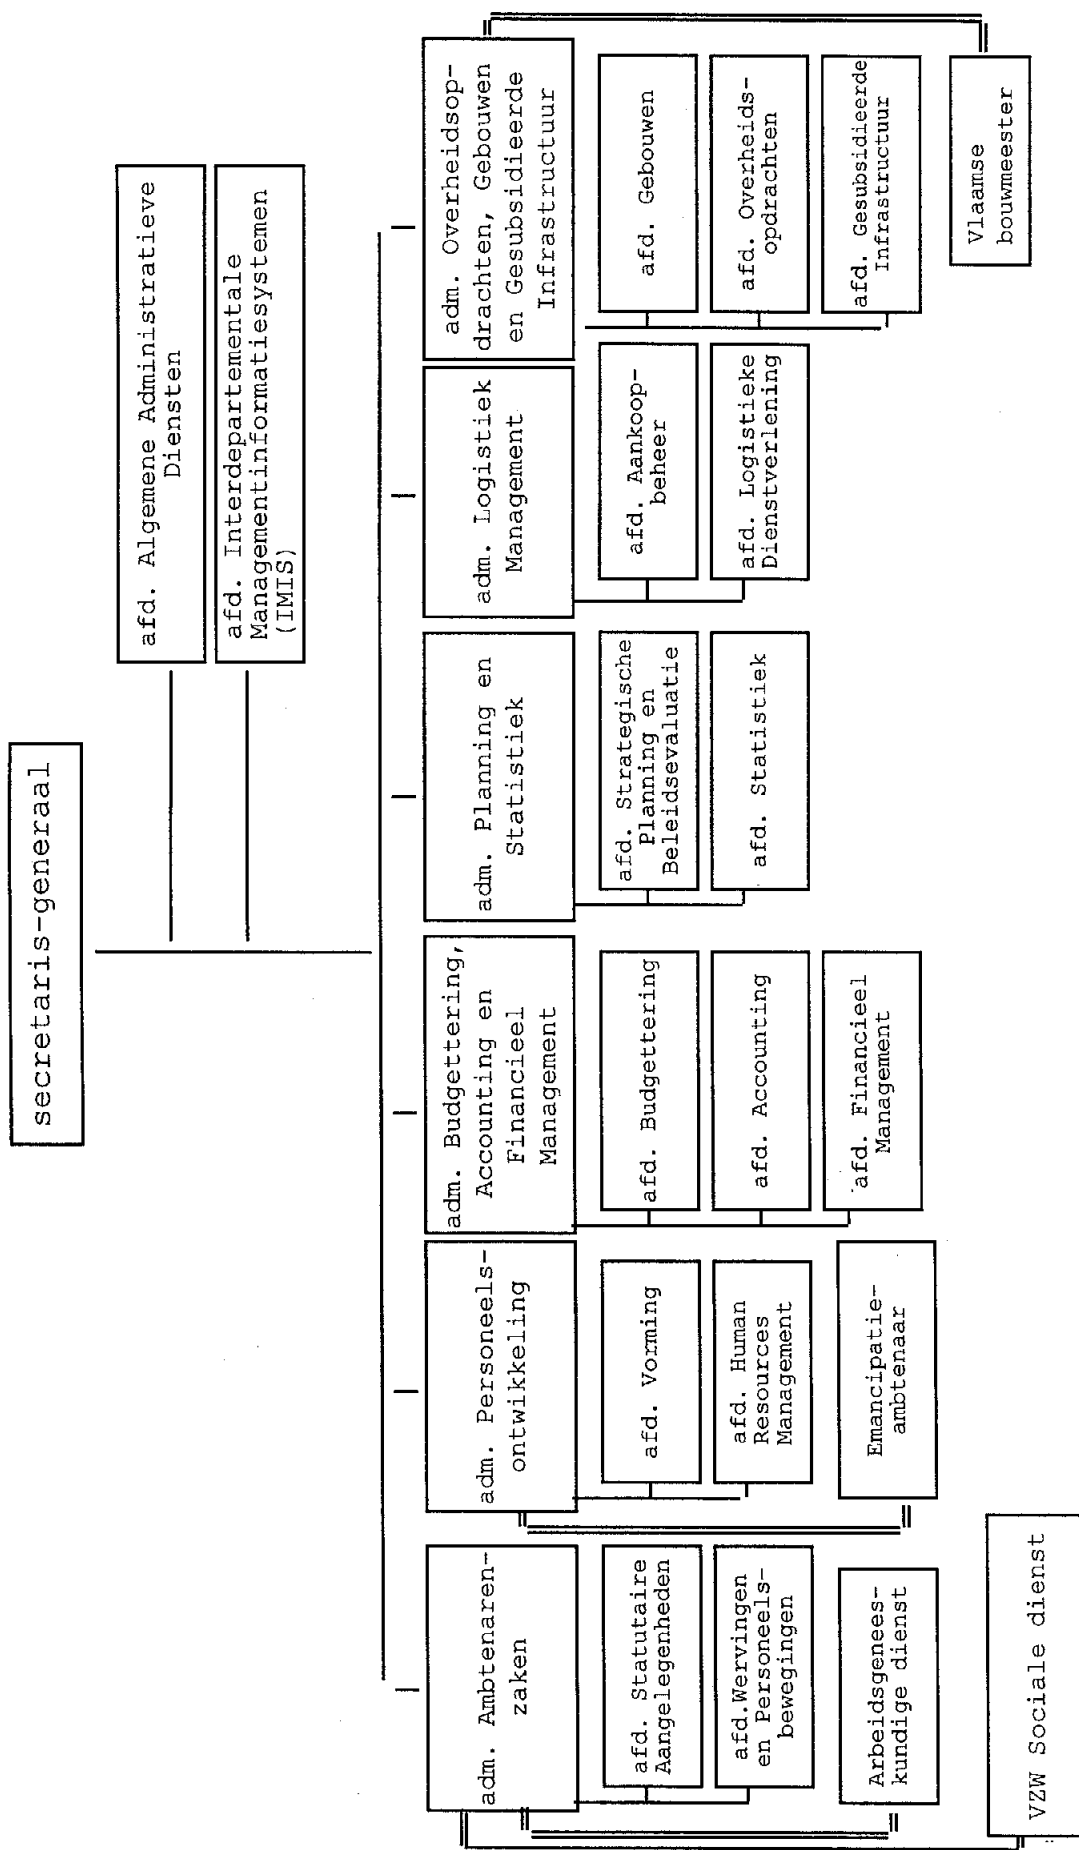 secretaris-generaal
afd. Algemene Administratieve
Diensten
afd. Interdepartementale
Managementinformatiesystemen
(IMIS)
adm. Ambtenaren-
zaken
afd. Statutaire
Aangelegenheden
afd.Wervingen
en Personeels-
bewegingen
Arbeidsgenees-
kundige dienst
VZW Sociale dienst
adm. Personeels-
ontwikkeling
afd. Vorming
afd. Human
Resources
Management
Emancipatie-
ambtenaar
adm. Budgettering,
Accounting en
Financieel
Management
afd. Budgettering
afd. Accounting
afd. Financieel
Management
adm. Planning en
Statistiek
afd. Strategische
Planning en
Beleidsevaluatie
afd. Statistiek
adm. Logistiek
Management
afd. Aankoop-
beheer
afd. Logistieke
Dienstverlening
adm. Overheidsop-
drachten, Gebouwen
en Gesubsidieerde
Infrastructuur
afd. Gebouwen
afd. Overheids-
opdrachten
afd. Gesubsidieerde
Infrastructuur
Vlaamse
bouwmeester